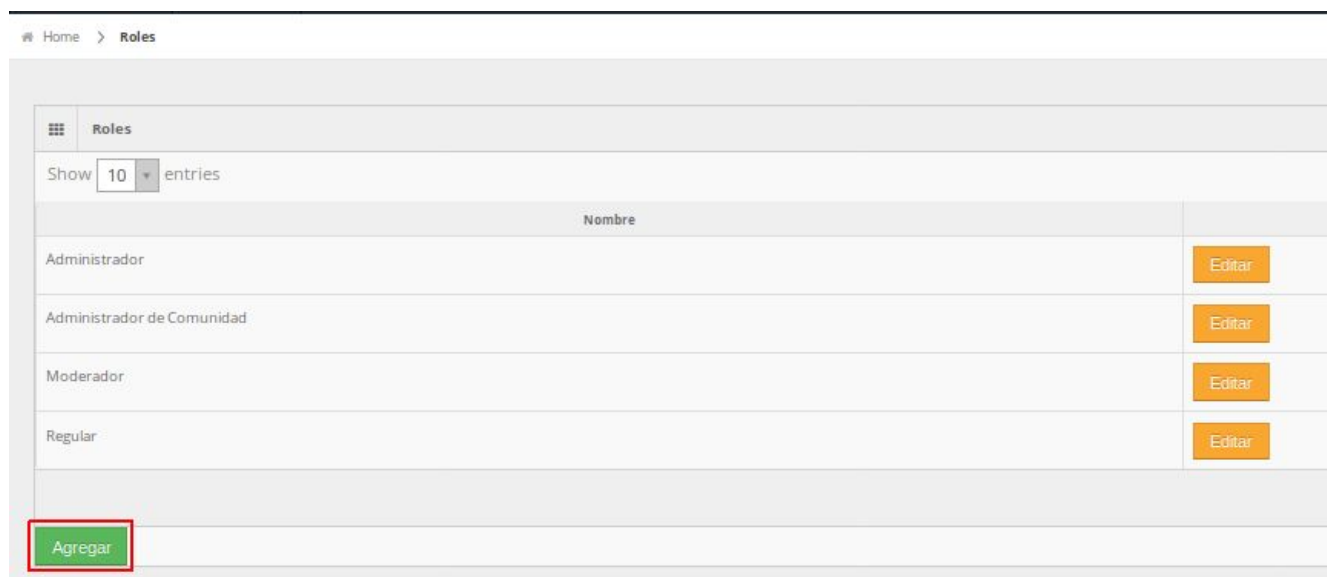 Home > Roles
Roles
Show 10 entries
Nombre
Administrador Editar
Administrador de Comunidad Editar
Moderador Editar
Regular Editar
Agregar